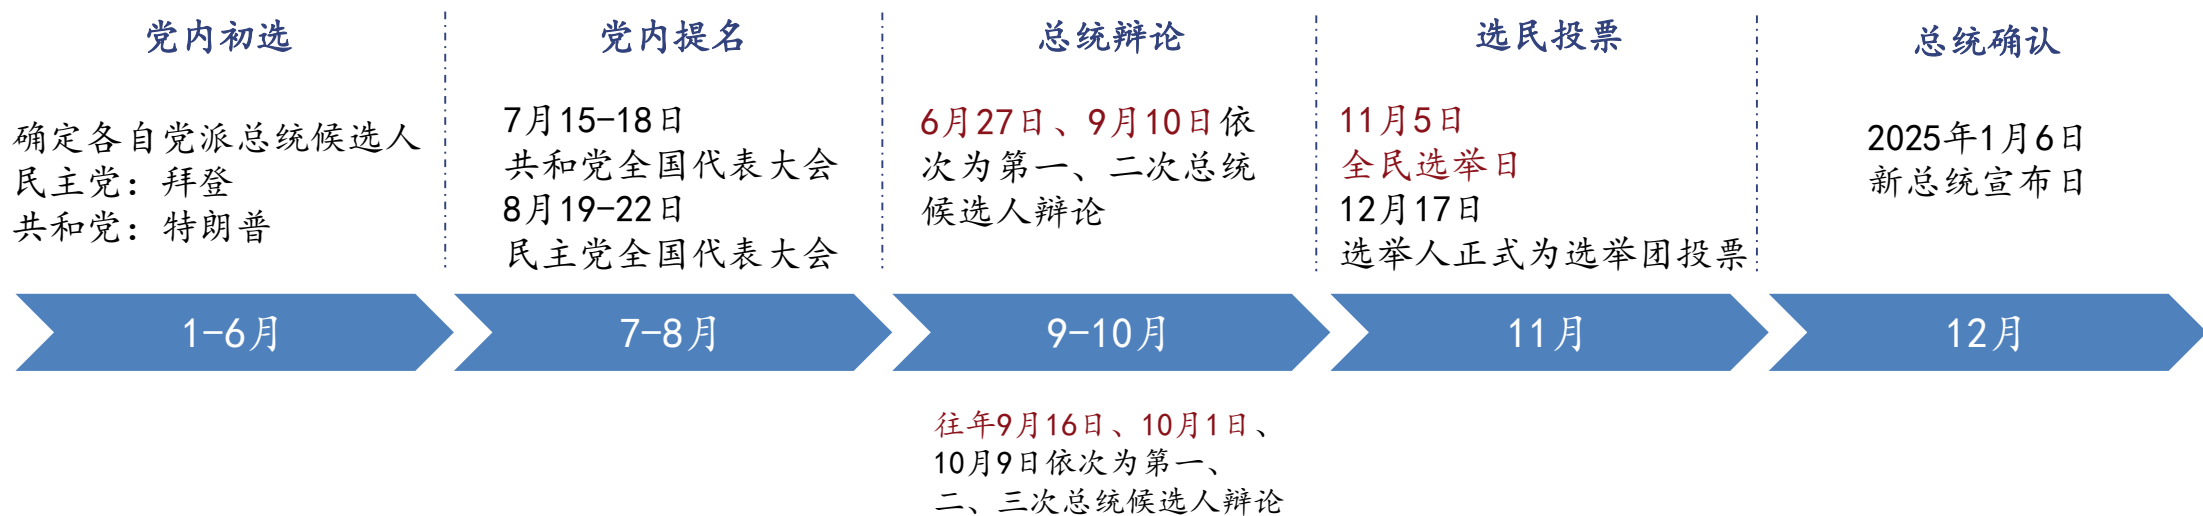 党内初选
确定各自党派总统候选人
民主党：拜登
共和党：特朗普
1-6月
党内提名
7月15-18日
共和党全国代表大会
8月19-22日
民主党全国代表大会
7-8月
总统辩论
6月27日、9月10日依
次为第一、二次总统
候选人辩论
9-10月
往年9月16日、10月1日、
10月9日依次为第一、
二、三次总统候选人辩论
选民投票
11月5日
全民选举日
12月17日
选举人正式为选举团投票
11月
总统确认
2025年1月6日
新总统宣布日
12月